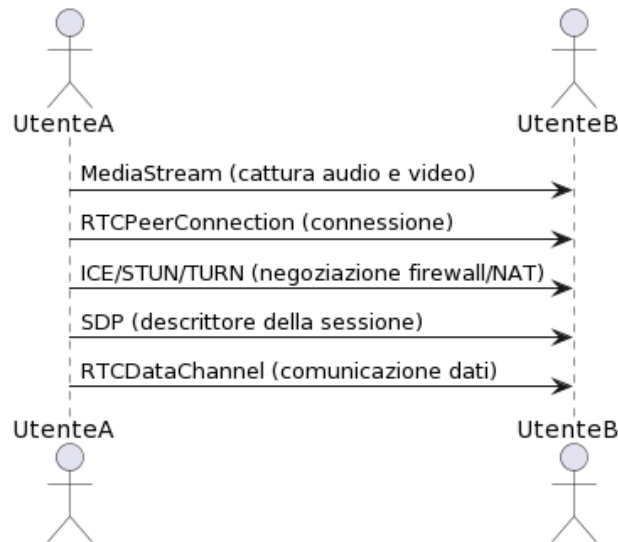 UtenteA UtenteB
MediaStream (cattura audio e video)
RTCPeerConnection (connessione)
ICE/STUN/TURN (negoziazione firewall/NAT)
SDP (descrittore della sessione)
RTCDataChannel (comunicazione dati)
UtenteA UtenteB